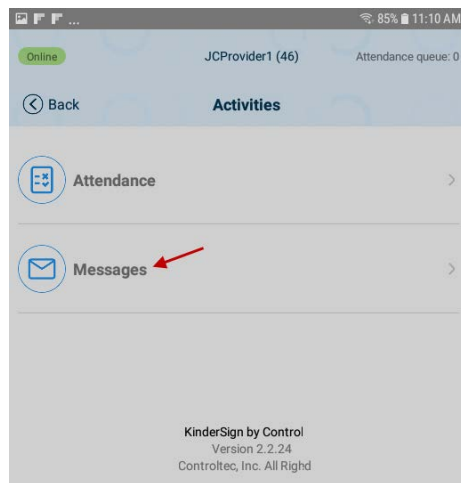 F F ... 85% 11:10 AM
Online JCProvider1 (46) Attendance queue: 0
Back Activities
Attendance
Messages
KinderSign by Control
Version 2.2.24
Controltec, Inc. All Righd